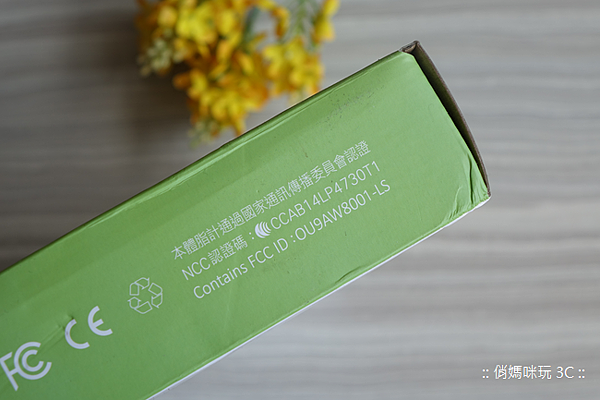 本體脂計通過國家通訊傳播委員會認證
NCC認證碼：CCAB14LP4730T1
Contains FCC ID：OU9AW8001-LS
FC CE
:: 俏媽咪玩 3C ::